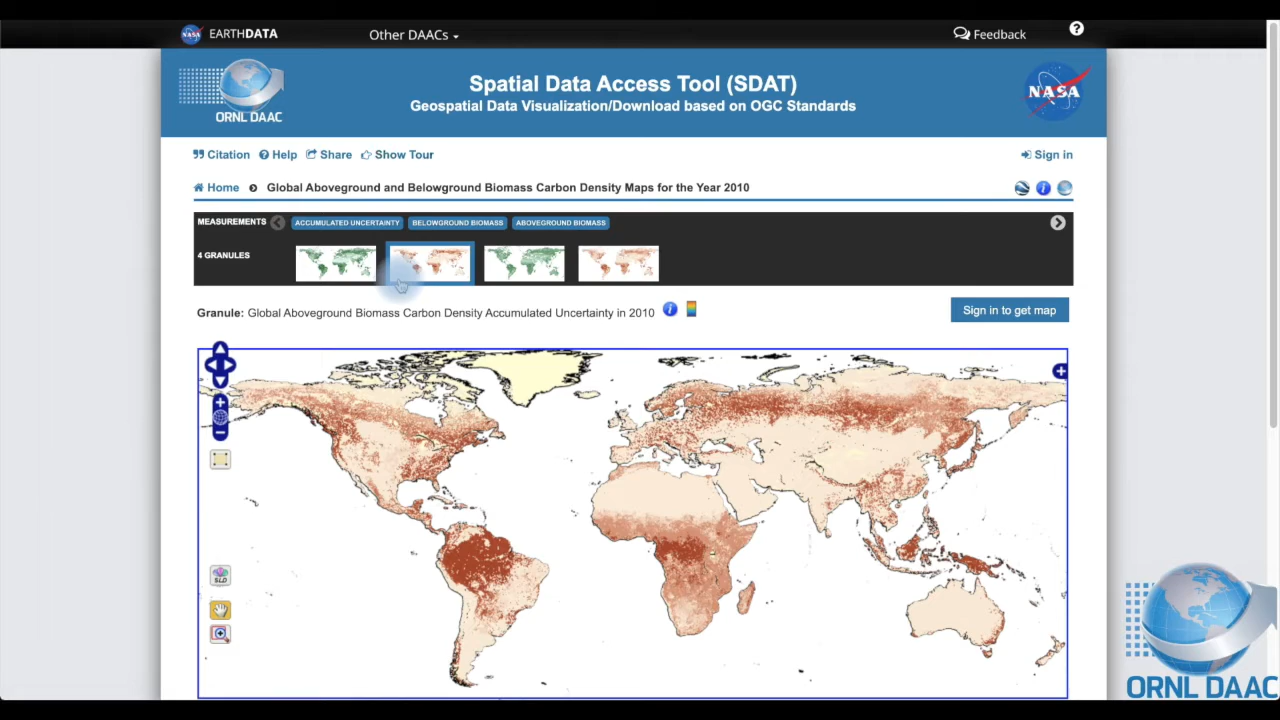 EARTHDATA
Other DAACs
Feedback
?
ORNL DAAC
Spatial Data Access Tool (SDAT)
Geospatial Data Visualization/Download based on OGC Standards
NASA
Citation
Help
Share
Show Tour
Sign in
Home
Global Aboveground and Belowground Biomass Carbon Density Maps for the Year 2010
MEASUREMENTS
ACCUMULATED UNCERTAINTY
BELOWGROUND BIOMASS
ABOVEGROUND BIOMASS
4 GRANULES
Granule: Global Aboveground Biomass Carbon Density Accumulated Uncertainty in 2010
Sign in to get map
SLD
ORNL DAAC